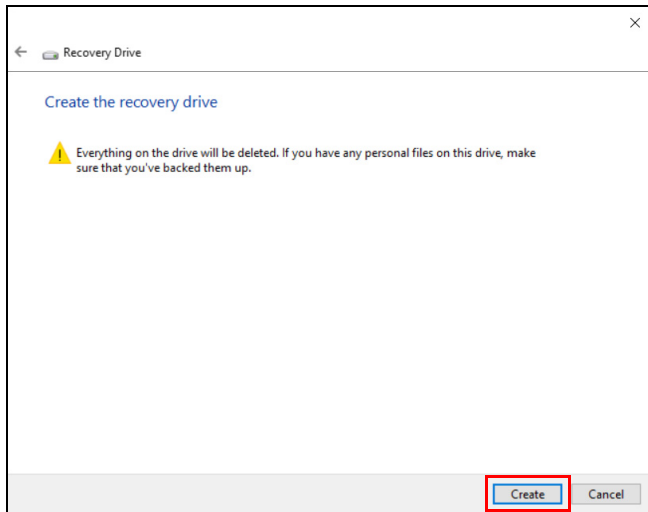 Recovery Drive
Create the recovery drive
Everything on the drive will be deleted. If you have any personal files on this drive, make
sure that you've backed them up.
Create
Cancel